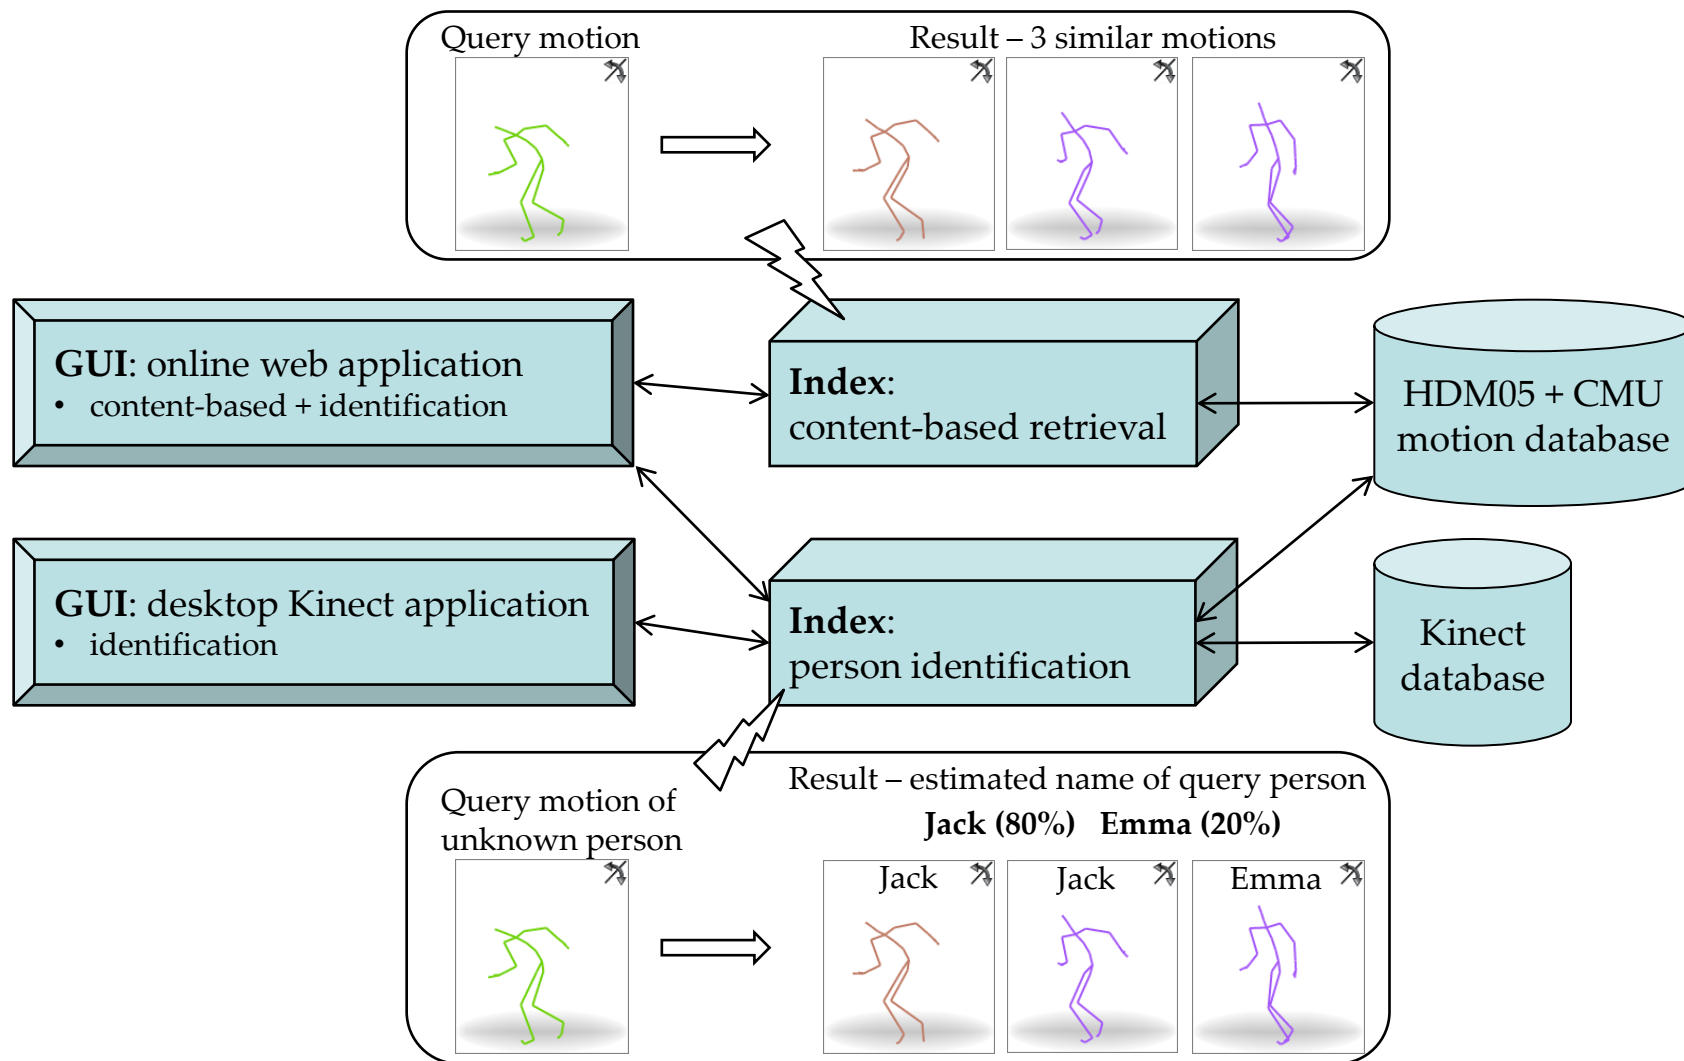 Query motion
Result – 3 similar motions
GUI: online web application
• content-based + identification
Index:
content-based retrieval
HDM05 + CMU
motion database
GUI: desktop Kinect application
• identification
Index:
person identification
Kinect
database
Query motion of
unknown person
Result – estimated name of query person
Jack (80%) Emma (20%)
Jack
Jack
Emma